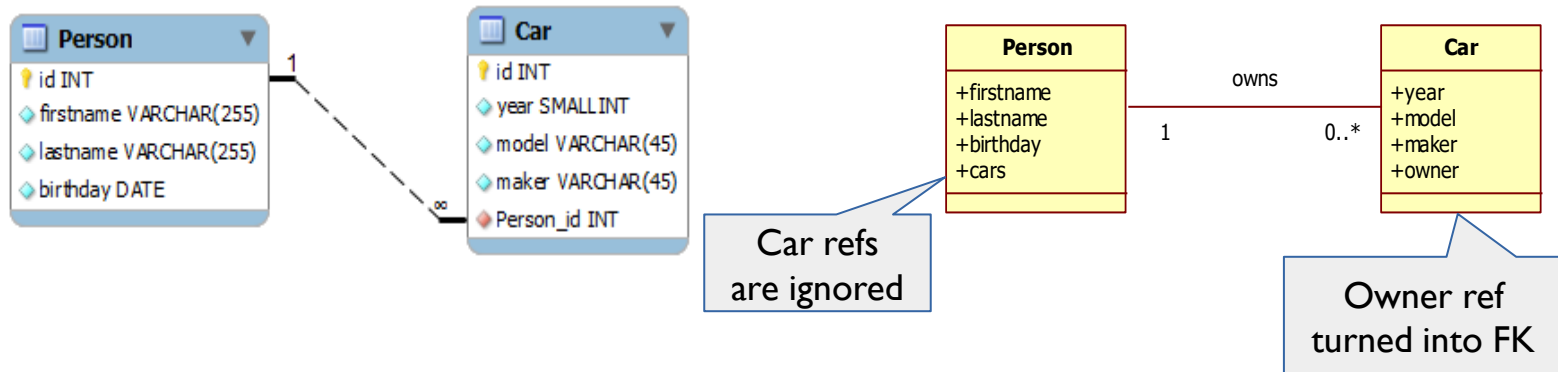 Person
id INT
firstname VARCHAR(255)
lastname VARCHAR(255)
birthday DATE
1
∞
Car
id INT
year SMALLINT
model VARCHAR(45)
maker VARCHAR(45)
Person_id INT
Person
+firstname
+lastname
+birthday
+cars
owns
1
0..*
Car
+year
+model
+maker
+owner
Car refs
are ignored
Owner ref
turned into FK